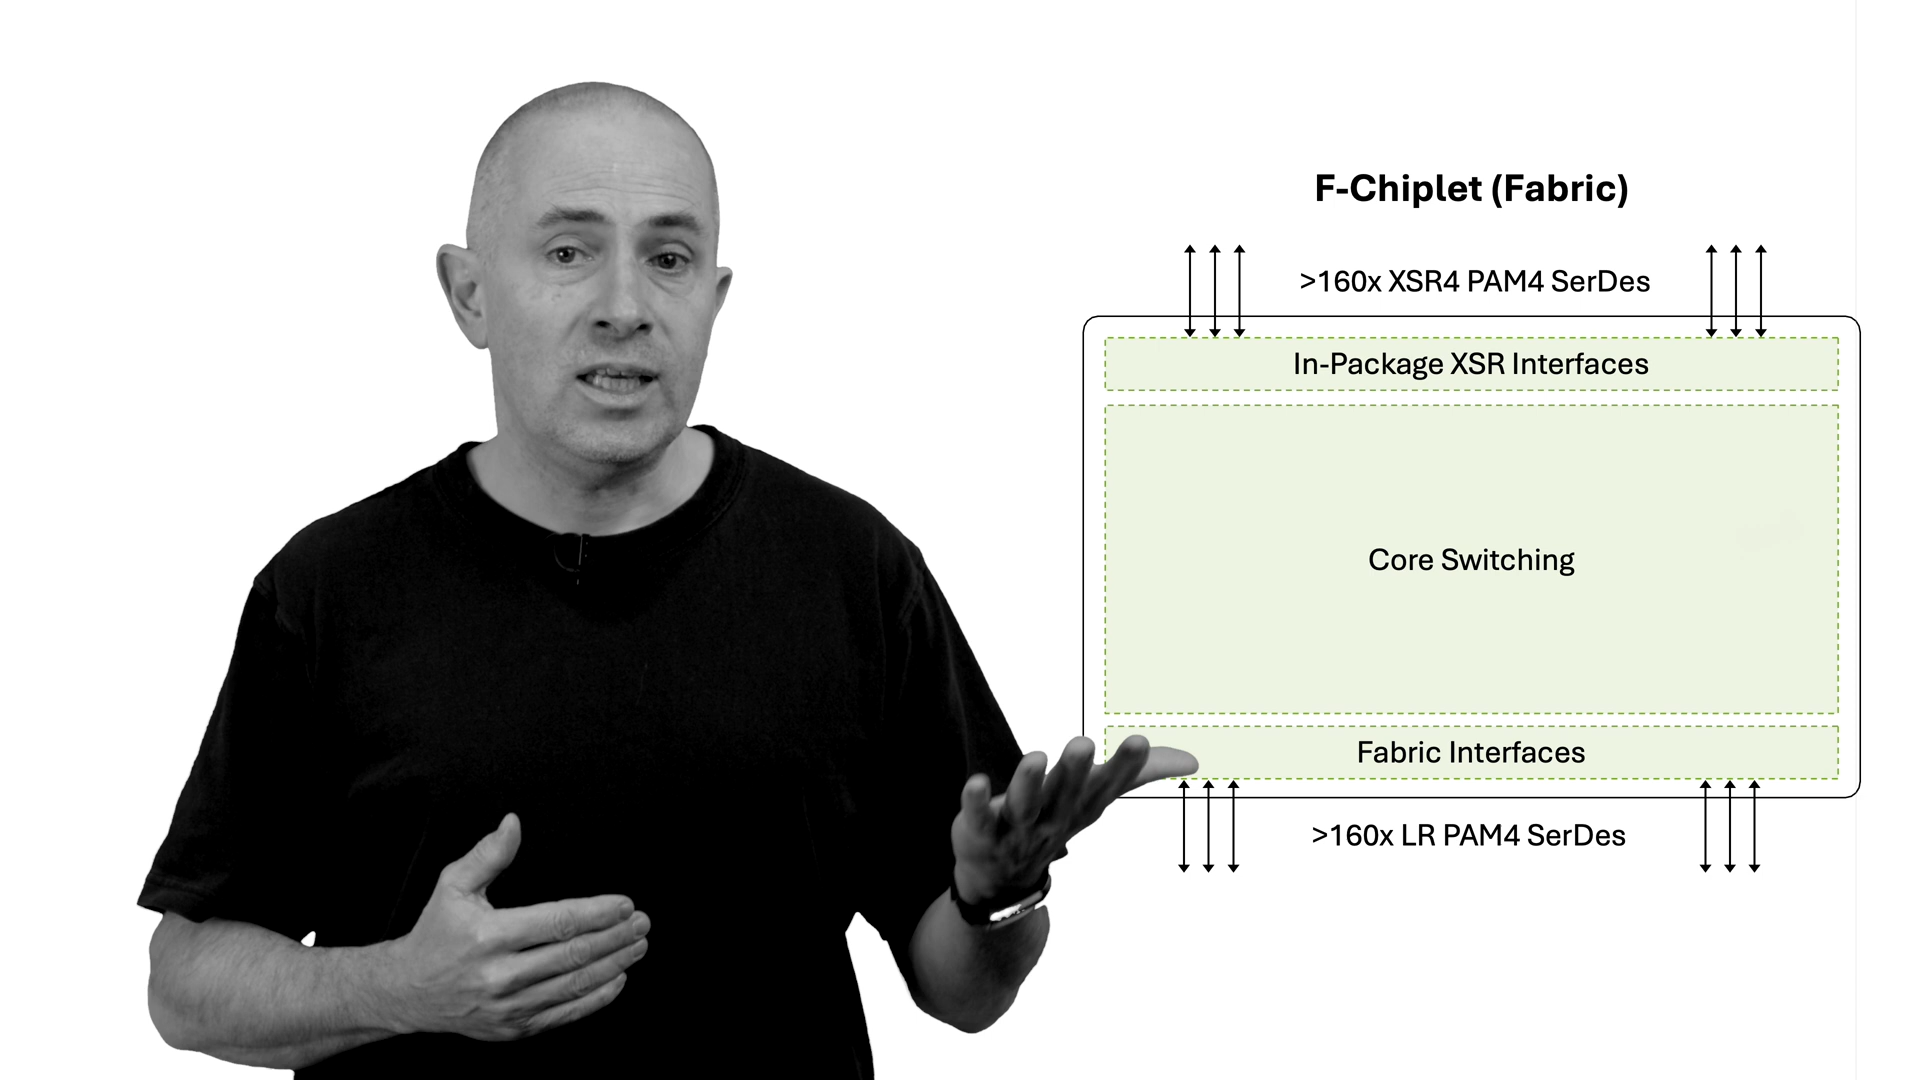 F-Chiplet (Fabric)
>160x XSR4 PAM4 SerDes
In-Package XSR Interfaces
Core Switching
Fabric Interfaces
>160x LR PAM4 SerDes